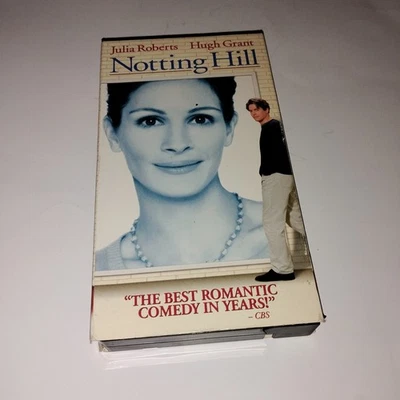 Julia Roberts Hugh Grant
Notting Hill
"THE BEST ROMANTIC
COMEDY IN YEARS!"
– CBS